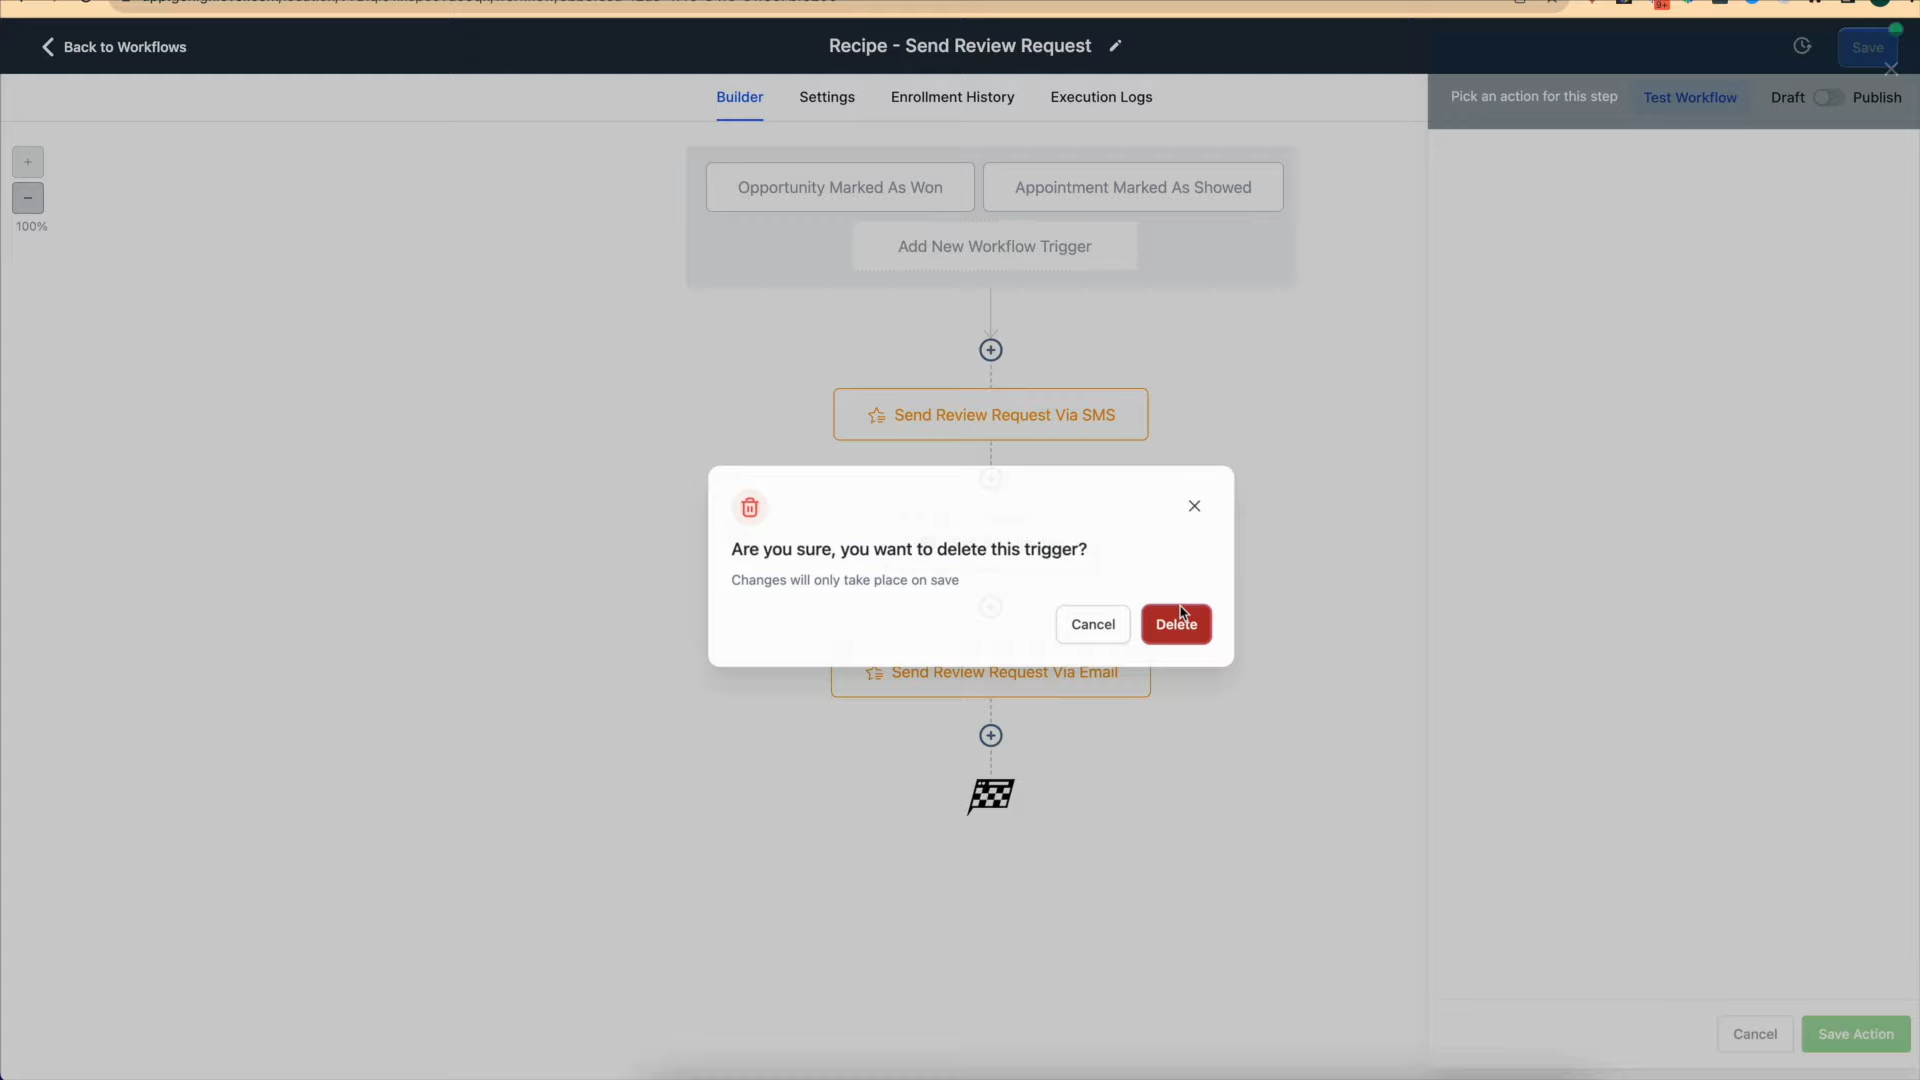 9+
Back to Workflows
Recipe - Send Review Request
Save
Builder
Settings
Enrollment History
Execution Logs
Pick an action for this step
Test Workflow
Draft
Publish
+
−
100%
Opportunity Marked As Won
Appointment Marked As Showed
Add New Workflow Trigger
Send Review Request Via SMS
Are you sure, you want to delete this trigger?
Changes will only take place on save
Cancel
Delete
Send Review Request Via Email
Cancel
Save Action